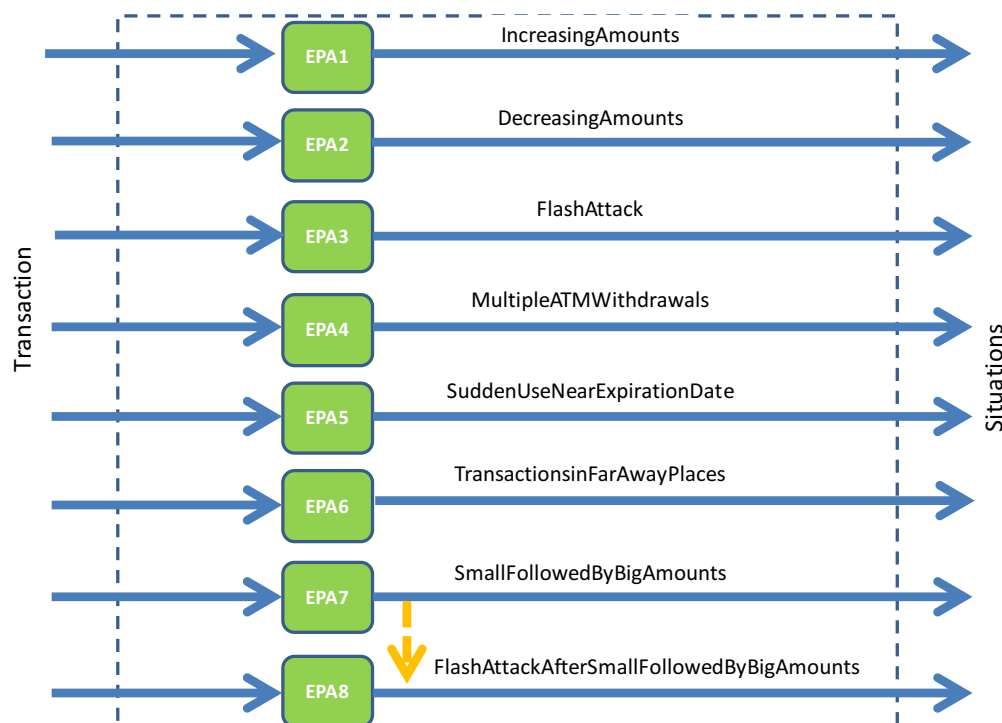 IncreasingAmounts
EPA1
DecreasingAmounts
EPA2
FlashAttack
EPA3
Transaction
MultipleATMWithdrawals
EPA4
Situations
SuddenUseNearExpirationDate
EPA5
TransactionsinFarAwayPlaces
EPA6
SmallFollowedByBigAmounts
EPA7
FlashAttackAfterSmallFollowedByBigAmounts
EPA8